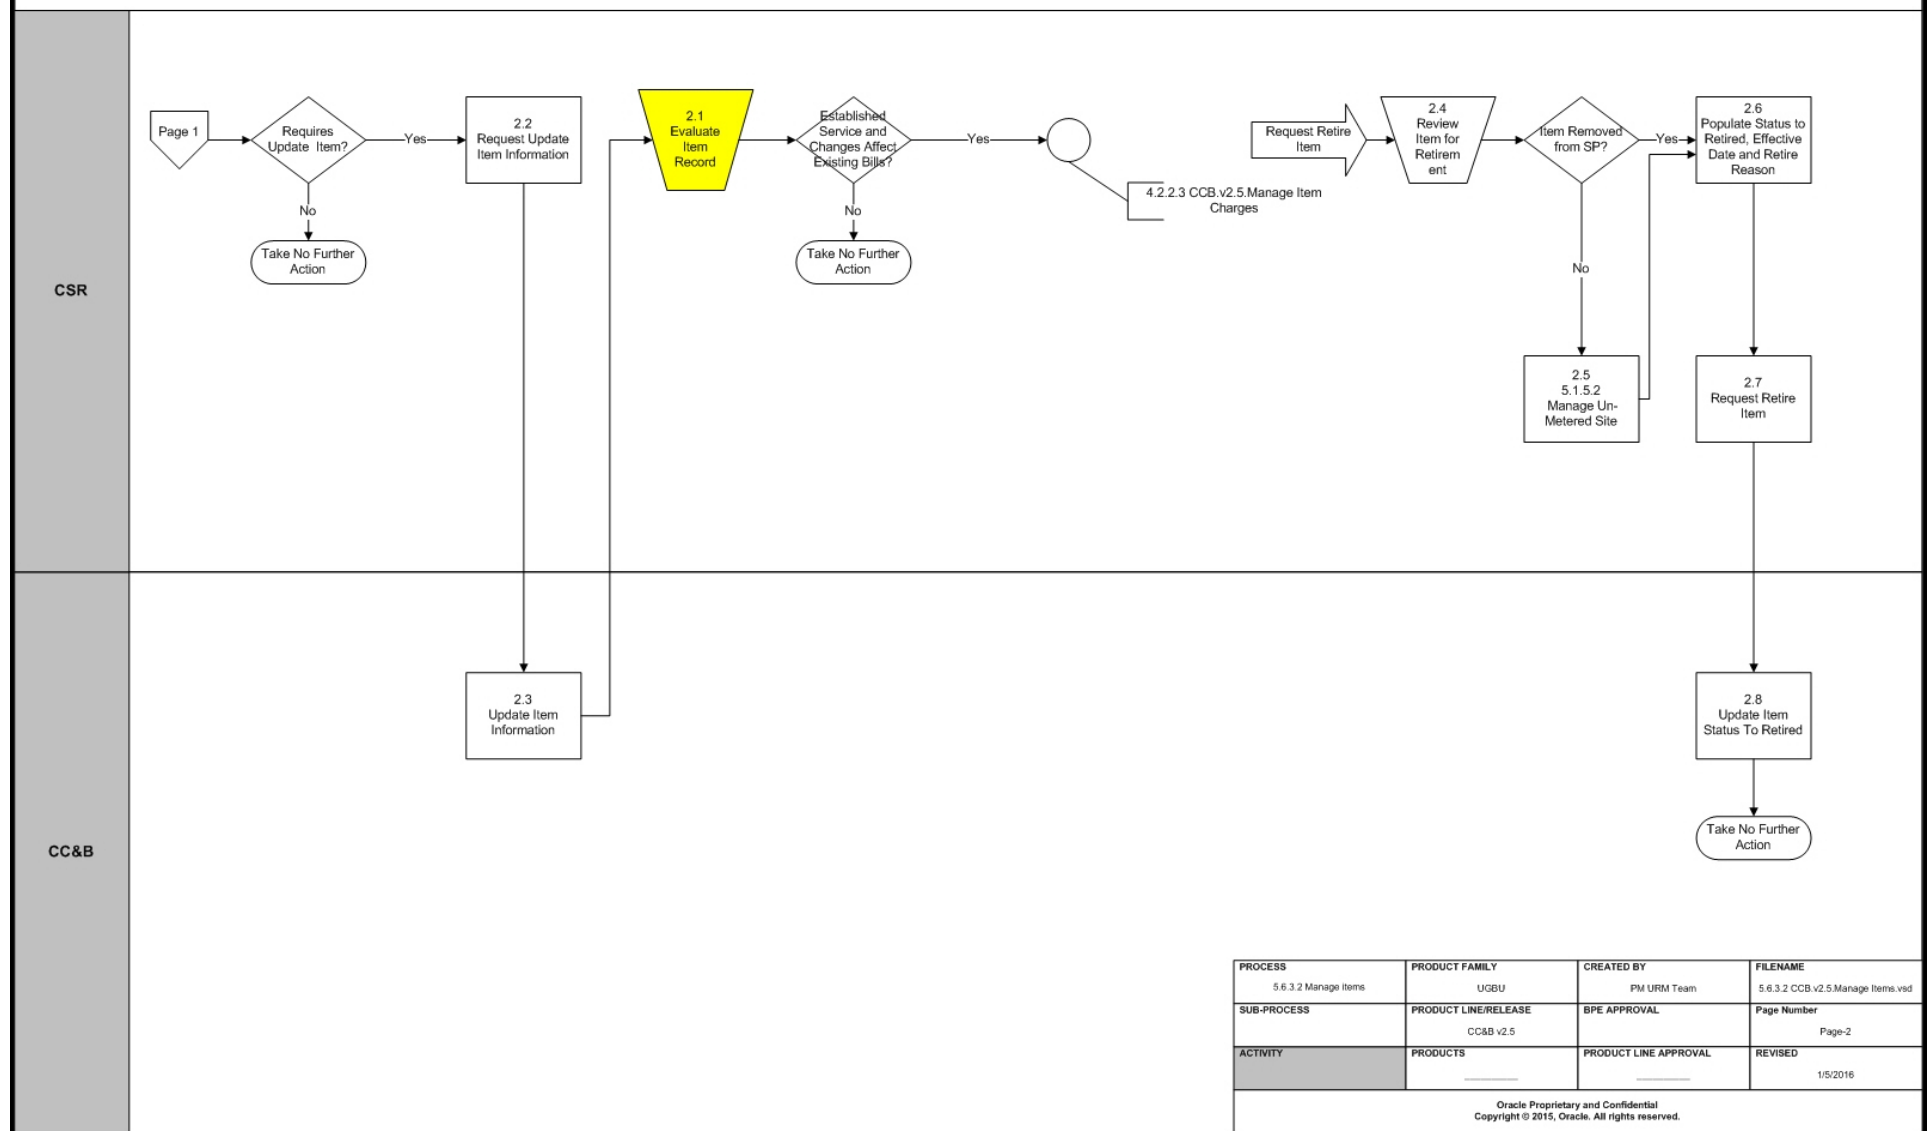 CSR
Page 1
Requires
Update  Item?
Yes
No
Take No Further
Action
2.2
Request Update
Item Information
2.1
Evaluate
Item
Record
Established
Service and
Changes Affect
Existing Bills?
Yes
No
Take No Further
Action
4.2.2.3 CCB.v2.5.Manage Item
Charges
Request Retire
Item
2.4
Review
Item for
Retirem
ent
Item Removed
from SP?
Yes
No
2.5
5.1.5.2
Manage Un-
Metered Site
2.6
Populate Status to
Retired, Effective
Date and Retire
Reason
2.7
Request Retire
Item
CC&B
2.3
Update Item
Information
2.8
Update Item
Status To Retired
Take No Further
Action
PROCESS
5.6.3.2 Manage items
PRODUCT FAMILY
UGBU
CREATED BY
PM URM Team
FILENAME
5.6.3.2 CCB.v2.5.Manage Items.vsd
SUB-PROCESS
PRODUCT LINE/RELEASE
CC&B v2.5
BPE APPROVAL
Page Number
Page-2
ACTIVITY
PRODUCTS
PRODUCT LINE APPROVAL
REVISED
1/5/2016
Oracle Proprietary and Confidential
Copyright © 2015, Oracle. All rights reserved.